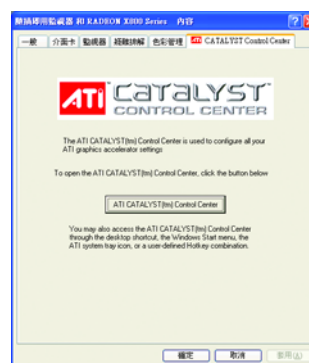 隨插即用監視器 和 RADEON X800 Series 內容
一般 介面卡 監視器 疑難排解 色彩管理 ATI CATALYST Control Center
ATI CATALYST™
CONTROL CENTER
The ATI CATALYST(tm) Control Center is used to configure all your
ATI graphics accelerator settings
To open the ATI CATALYST(tm) Control Center, click the button below
ATI CATALYST(tm) Control Center
You may also access the ATI CATALYST(tm) Control Center
through the desktop shortcut, the Windows Start menu, the
ATI system tray icon, or a user-defined Hotkey combination.
確定 取消 套用(A)